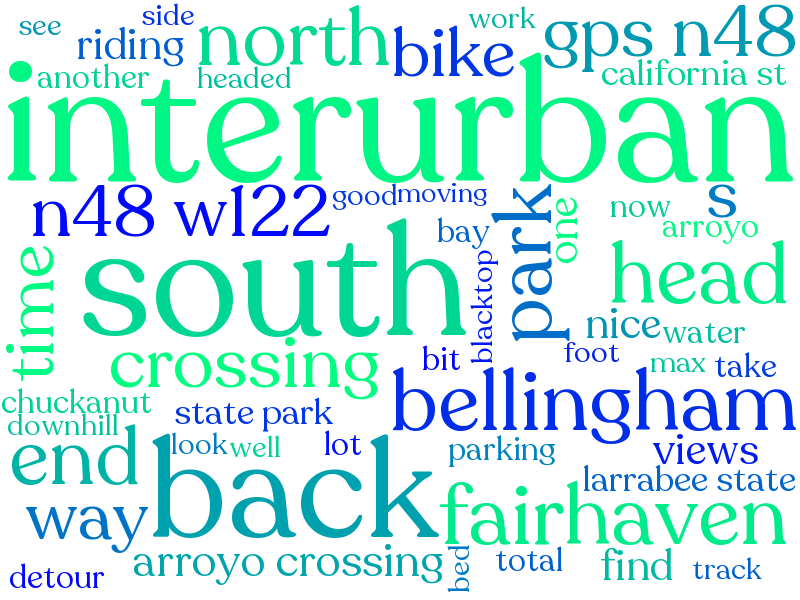 see
side
riding
north
bike
work
gps n48
another
headed
california st
interurban
n48 w122
good
moving
park
one
now
s
bay
arroyo
south
time
blacktop
head
nice
water
crossing
bit
foot
max
take
chuckanut
downhill
state park
bellingham
end
look
well
lot
parking
views
back
larrabee state
way
fairhaven
arroyo crossing
bed
total
find
track
detour